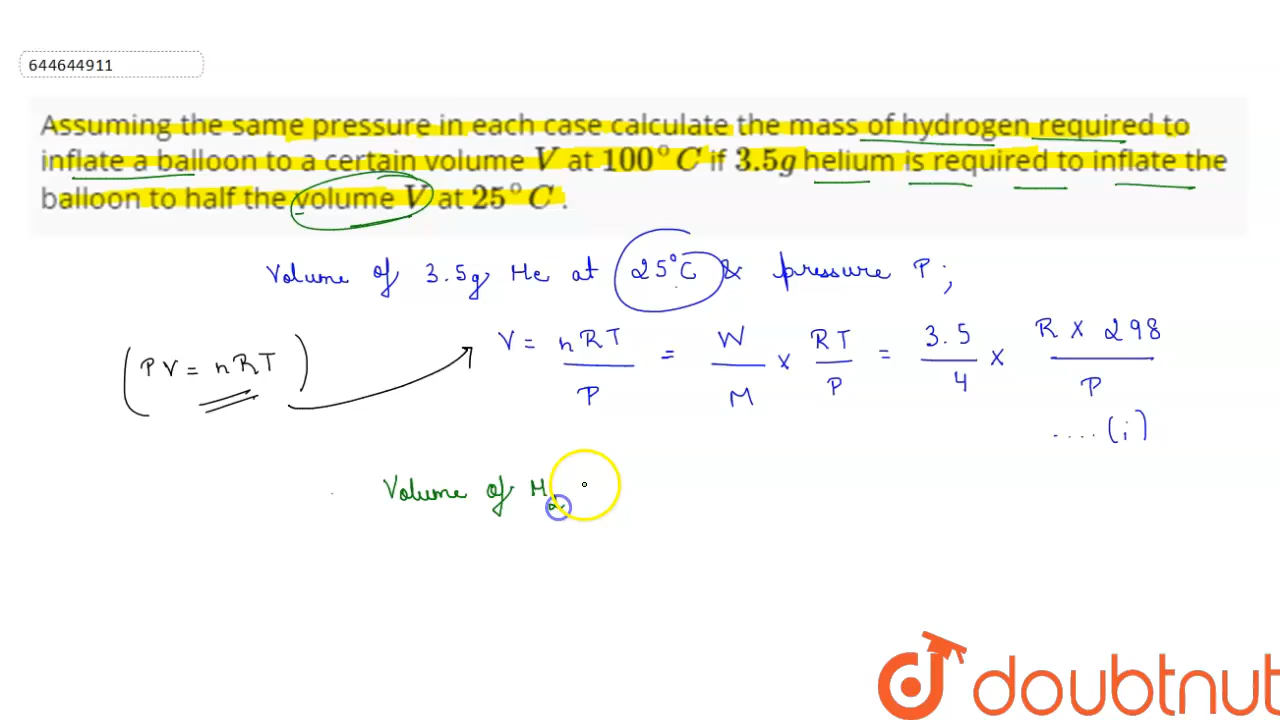 644644911
Assuming the same pressure in each case calculate the mass of hydrogen required to
inflate a balloon to a certain volume V at 100°C if 3.5g helium is required to inflate the
balloon to half the volume V at 25°C.
Volume of 3.5g He at 25°C & pressure P;
(PV = nRT) V = nRT/P = W/M × RT/P = 3.5/4 × R × 298/P
....(i)
Volume of H2
doubtnut